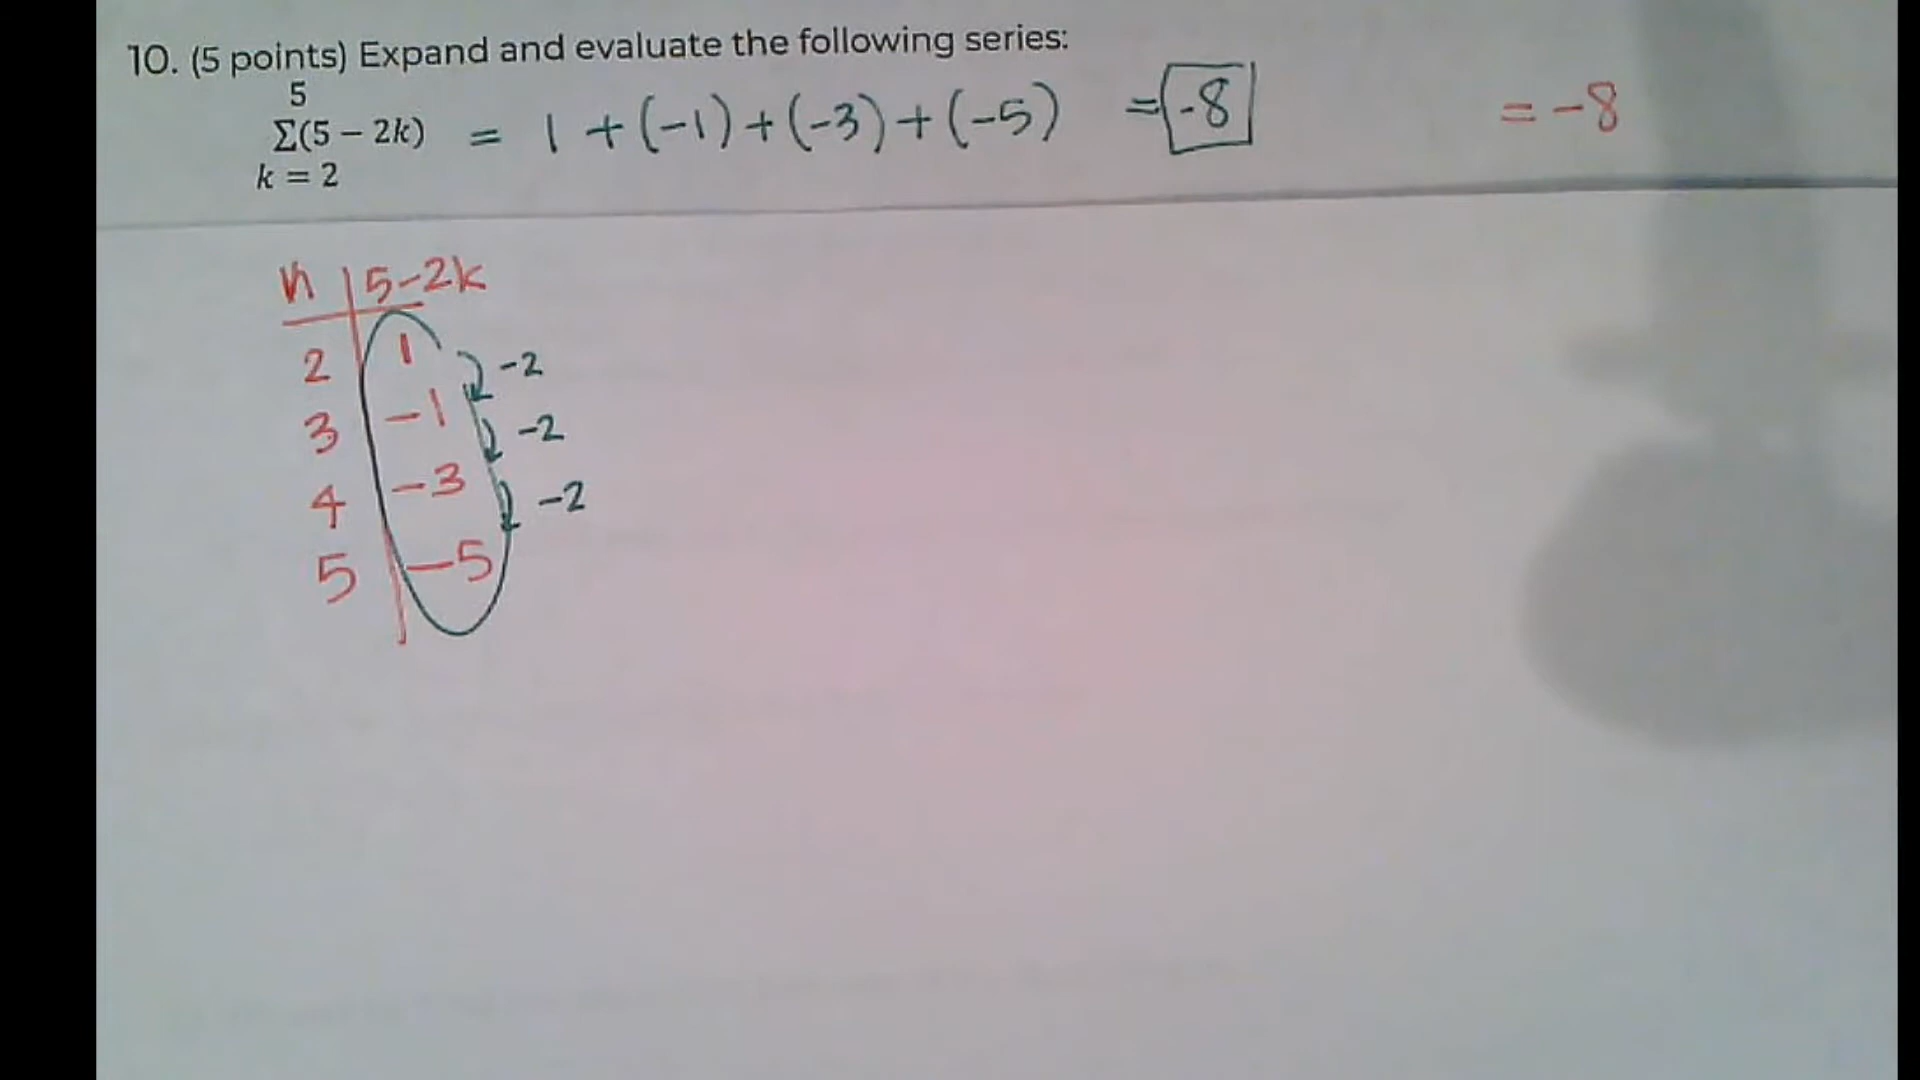 10. (5 points) Expand and evaluate the following series:
5
Σ(5 – 2k) = 1 + (-1) + (-3) + (-5) = -8 = -8
k = 2
n 5-2k
2 1 -2
3 -1 -2
4 -3 -2
5 -5